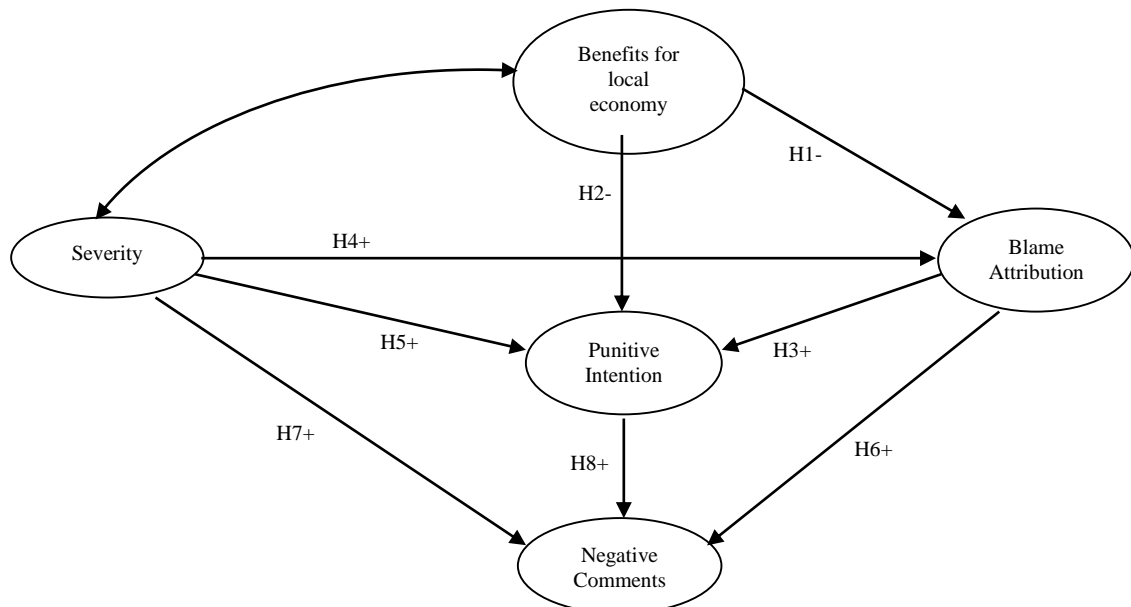 Benefits for
local
economy
H1-
H2-
Severity
H4+
Blame
Attribution
H5+
Punitive
Intention
H3+
H7+
H8+
H6+
Negative
Comments